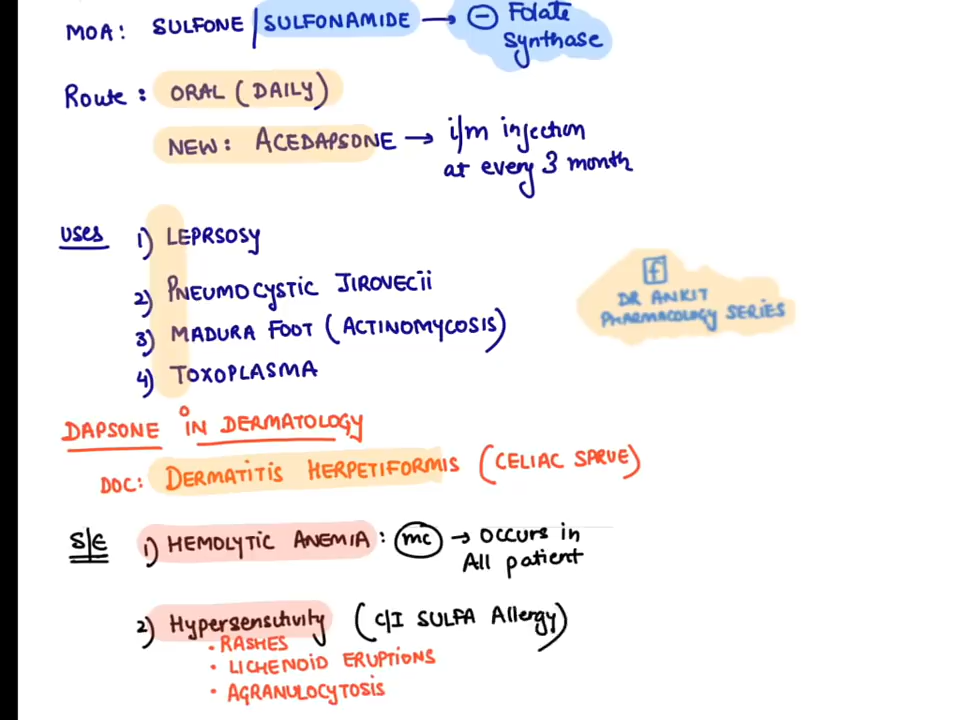 MOA: SULFONE / SULFONAMIDE → ⊖ Folate
synthase
Route: ORAL (DAILY)
NEW: ACEDAPSONE → i/m injection
at every 3 month
USES 1) LEPRSOSY
2) PNEUMOCYSTIC JIROVECII
3) MADURA FOOT (ACTINOMYCOSIS)
4) TOXOPLASMA
f
DR ANKIT
PHARMACOLOGY SERIES
DAPSONE IN DERMATOLOGY
DOC: DERMATITIS HERPETIFORMIS (CELIAC SPRUE)
S/E 1) HEMOLYTIC ANEMIA: mc → OCCURS in
All patient
2) Hypersensitivity (C/I SULFA Allergy)
• RASHES
• LICHENOID ERUPTIONS
• AGRANULOCYTOSIS